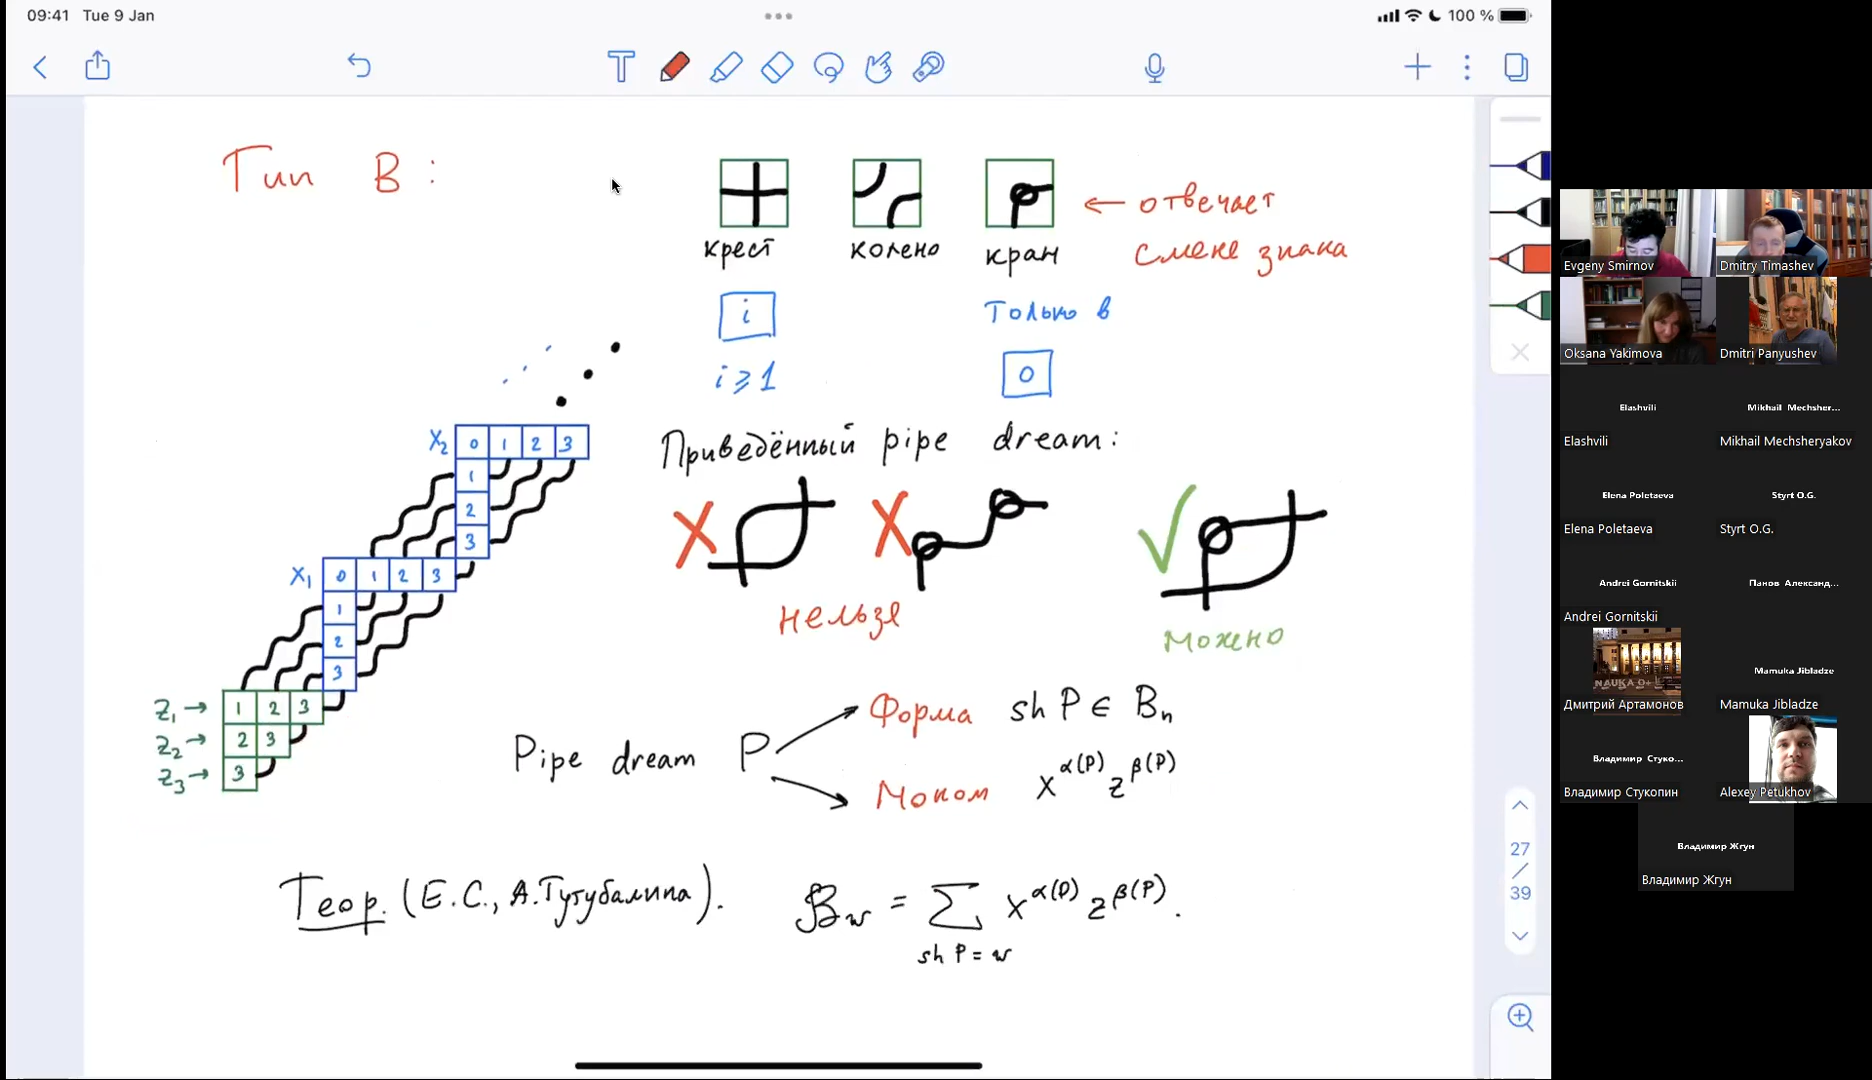 09:41 Tue 9 Jan
100 %
Тип В :
крест
колено
кран
← отвечает
смене знака
i
i ⩾ 1
Только в
0
X₂ 0 1 2 3
1
2
3
X₁ 0 1 2 3
1
2
3
Z₁ → 1 2 3
Z₂ → 2 3
Z₃ → 3
Приведённый pipe dream :
нельзя
можно
Pipe dream P
Форма sh P ∈ Bₙ
Моном x^α(P) z^β(P)
Теор. (Е.С., А.Тутубалина). 𝔅_w = ∑ x^α(P) z^β(P).
sh P = w
27
/
39
Evgeny Smirnov
Dmitry Timashev
Oksana Yakimova
Dmitri Panyushev
Elashvili
Elashvili
Mikhail Mechsher...
Mikhail Mechsheryakov
Elena Poletaeva
Elena Poletaeva
Styrt O.G.
Styrt O.G.
Andrei Gornitskii
Andrei Gornitskii
Панов Александ...
NAUKA 0+
Дмитрий Артамонов
Mamuka Jibladze
Mamuka Jibladze
Владимир Стуко...
Владимир Стукопин
Alexey Petukhov
Владимир Жгун
Владимир Жгун